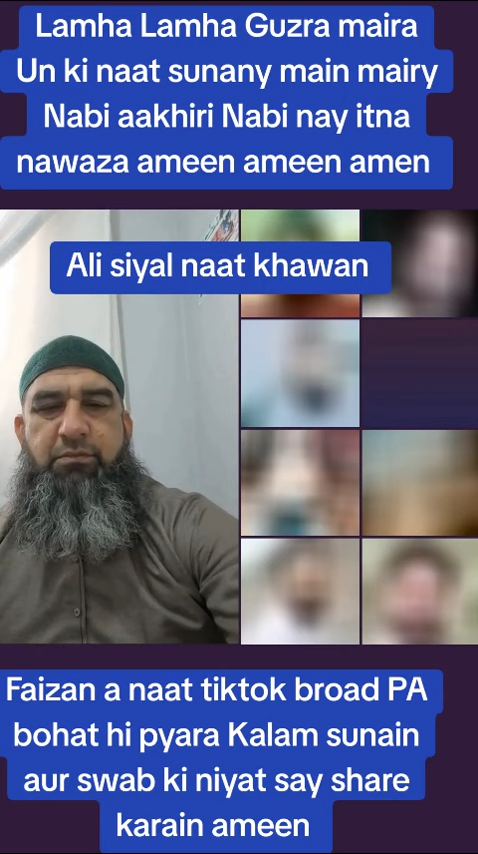 Lamha Lamha Guzra maira
Un ki naat sunany main mairy
Nabi aakhiri Nabi nay itna
nawaza ameen ameen amen
Ali siyal naat khawan
Faizan a naat tiktok broad PA
bohat hi pyara Kalam sunain
aur swab ki niyat say share
karain ameen